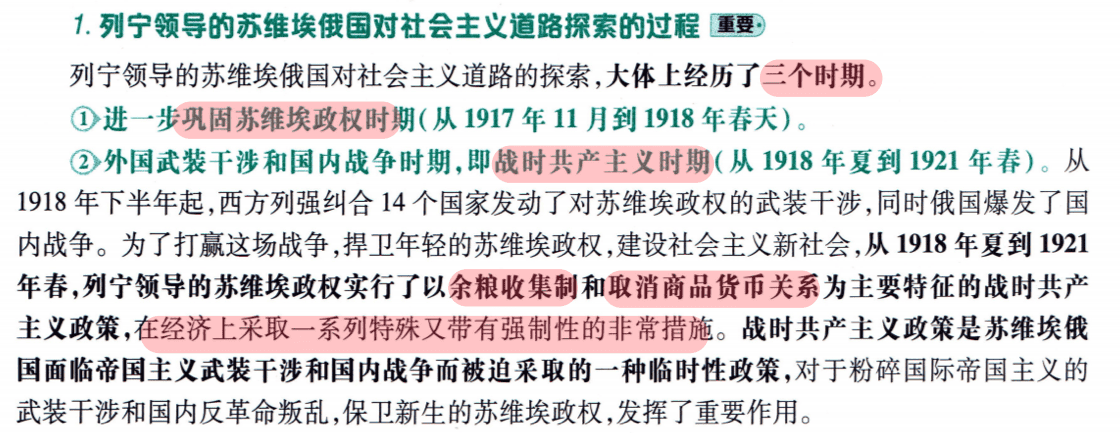 1. 列宁领导的苏维埃俄国对社会主义道路探索的过程 重要
列宁领导的苏维埃俄国对社会主义道路的探索,大体上经历了三个时期。
①进一步巩固苏维埃政权时期(从 1917 年 11 月到 1918 年春天)。
②外国武装干涉和国内战争时期,即战时共产主义时期(从 1918 年夏到 1921 年春)。从
1918 年下半年起,西方列强纠合 14 个国家发动了对苏维埃政权的武装干涉,同时俄国爆发了国
内战争。为了打赢这场战争,捍卫年轻的苏维埃政权,建设社会主义新社会,从 1918 年夏到 1921
年春,列宁领导的苏维埃政权实行了以余粮收集制和取消商品货币关系为主要特征的战时共产
主义政策,在经济上采取一系列特殊又带有强制性的非常措施。战时共产主义政策是苏维埃俄
国面临帝国主义武装干涉和国内战争而被迫采取的一种临时性政策,对于粉碎国际帝国主义的
武装干涉和国内反革命叛乱,保卫新生的苏维埃政权,发挥了重要作用。